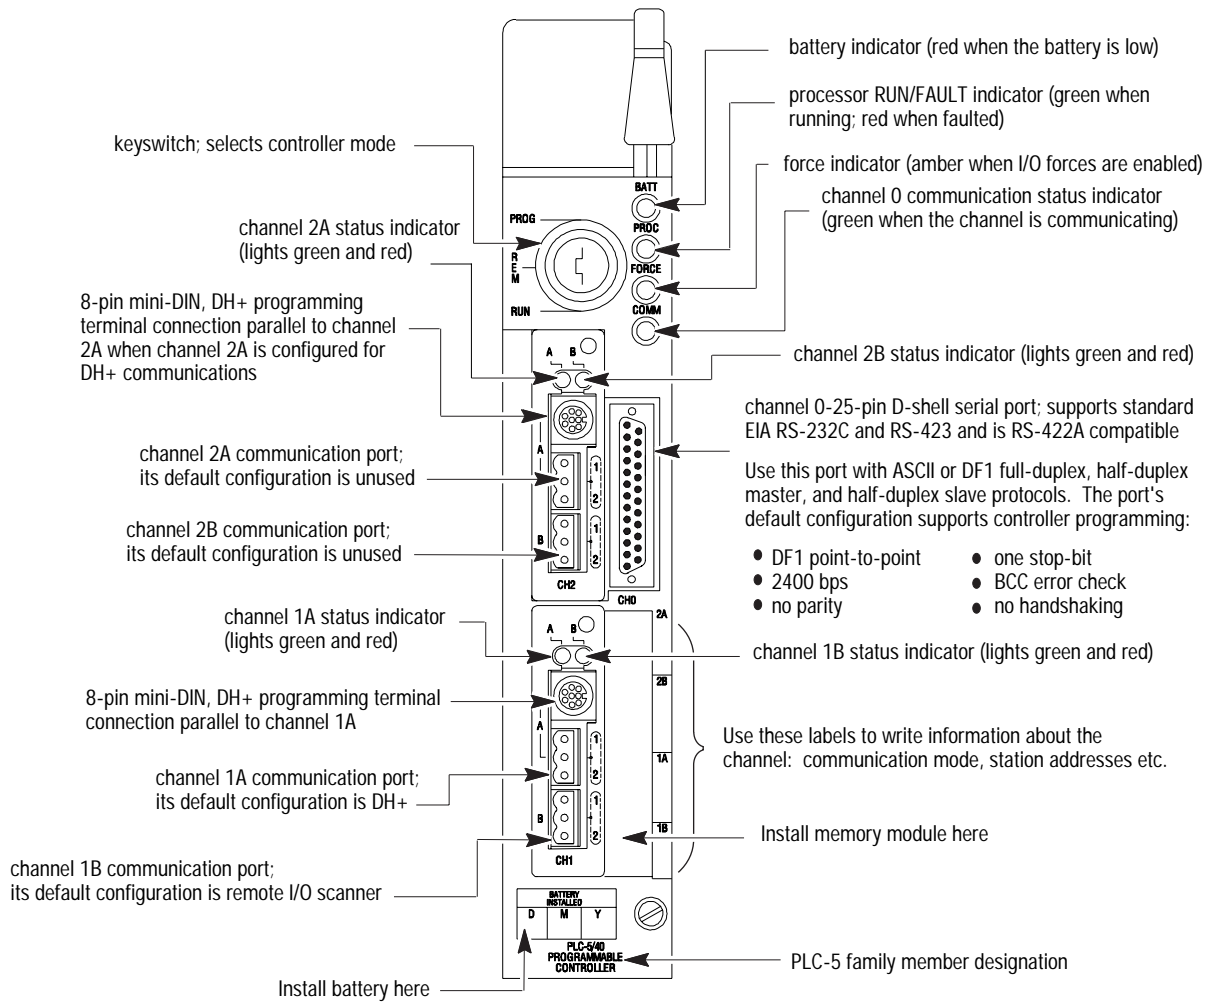 battery indicator (red when the battery is low)
processor RUN/FAULT indicator (green when
running; red when faulted)
keyswitch; selects controller mode
force indicator (amber when I/O forces are enabled)
channel 0 communication status indicator
(green when the channel is communicating)
BATT
PROC
FORCE
COMM
PROG
R
E
M
RUN
channel 2A status indicator
(lights green and red)
8-pin mini-DIN, DH+ programming
terminal connection parallel to channel
2A when channel 2A is configured for
DH+ communications
A B
channel 2B status indicator (lights green and red)
channel 0-25-pin D-shell serial port; supports standard
EIA RS-232C and RS-423 and is RS-422A compatible
Use this port with ASCII or DF1 full-duplex, half-duplex
master, and half-duplex slave protocols. The port's
default configuration supports controller programming:
● DF1 point-to-point
● 2400 bps
● no parity
● one stop-bit
● BCC error check
● no handshaking
channel 2A communication port;
its default configuration is unused
A
1
2
channel 2B communication port;
its default configuration is unused
B
1
2
CH2
CH0
channel 1A status indicator
(lights green and red)
A B
channel 1B status indicator (lights green and red)
8-pin mini-DIN, DH+ programming terminal
connection parallel to channel 1A
2A
2B
1A
1B
Use these labels to write information about the
channel: communication mode, station addresses etc.
channel 1A communication port;
its default configuration is DH+
A
1
2
B
1
2
CH1
Install memory module here
channel 1B communication port;
its default configuration is remote I/O scanner
BATTERY
INSTALLED
D M Y
PLC-5/40
PROGRAMMABLE
CONTROLLER
PLC-5 family member designation
Install battery here